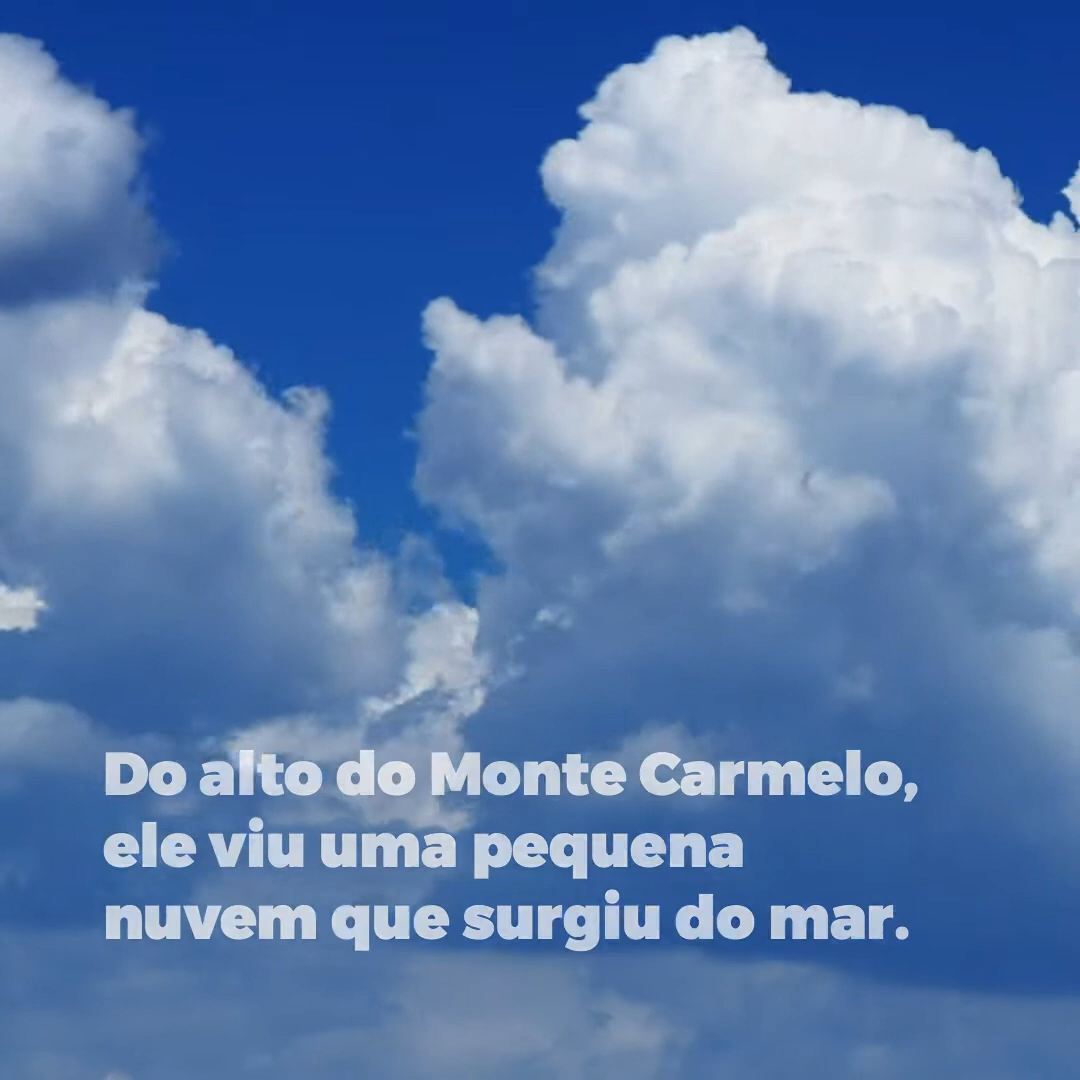 Do alto do Monte Carmelo,
ele viu uma pequena
nuvem que surgiu do mar.